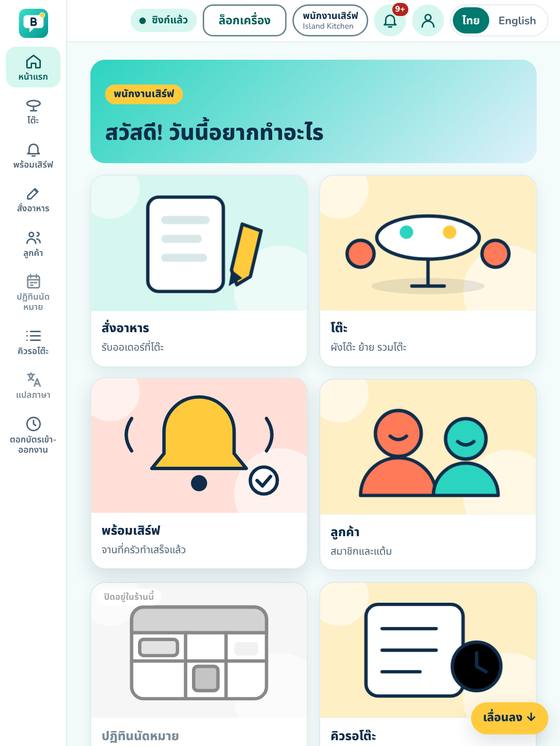 B
ซิงก์แล้ว
ล็อกเครื่อง
พนักงานเสิร์ฟ
Island Kitchen
9+
ไทย
English
หน้าแรก
โต๊ะ
พร้อมเสิร์ฟ
สั่งอาหาร
ลูกค้า
ปฏิทินนัด
หมาย
คิวรอโต๊ะ
แปลภาษา
ตอกบัตรเข้า-
ออกงาน
พนักงานเสิร์ฟ
สวัสดี! วันนี้อยากทำอะไร
สั่งอาหาร
รับออเดอร์ที่โต๊ะ
โต๊ะ
ผังโต๊ะ ย้าย รวมโต๊ะ
พร้อมเสิร์ฟ
จานที่ครัวทำเสร็จแล้ว
ลูกค้า
สมาชิกและแต้ม
ปิดอยู่ในร้านนี้
ปฏิทินนัดหมาย
คิวรอโต๊ะ
เลื่อนลง ↓